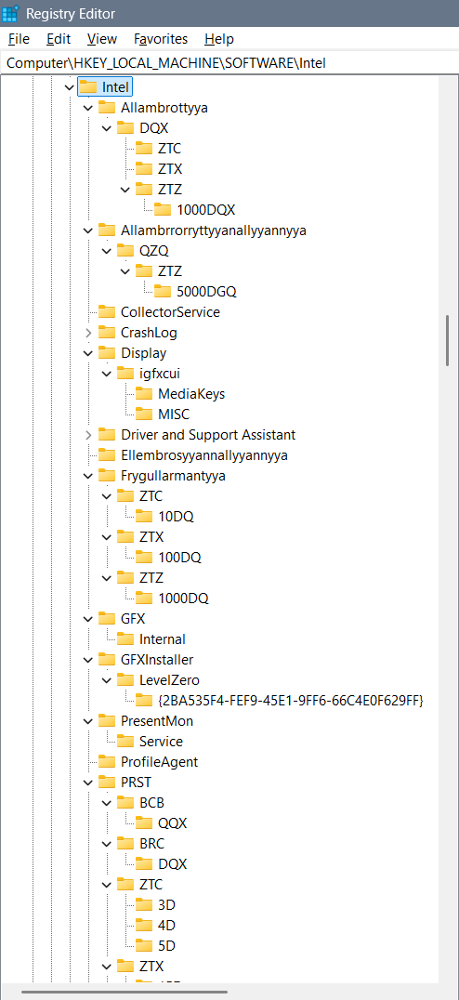 Registry Editor
File Edit View Favorites Help
Computer\HKEY_LOCAL_MACHINE\SOFTWARE\Intel
Intel
Allambrottyya
DQX
ZTC
ZTX
ZTZ
1000DQX
Allambrrorryttyyanallyyannyya
QZQ
ZTZ
5000DGQ
CollectorService
CrashLog
Display
igfxcui
MediaKeys
MISC
Driver and Support Assistant
Ellembrosyyannallyyannyya
Frygullarmantyya
ZTC
10DQ
ZTX
100DQ
ZTZ
1000DQ
GFX
Internal
GFXInstaller
LevelZero
{2BA535F4-FEF9-45E1-9FF6-66C4E0F629FF}
PresentMon
Service
ProfileAgent
PRST
BCB
QQX
BRC
DQX
ZTC
3D
4D
5D
ZTX